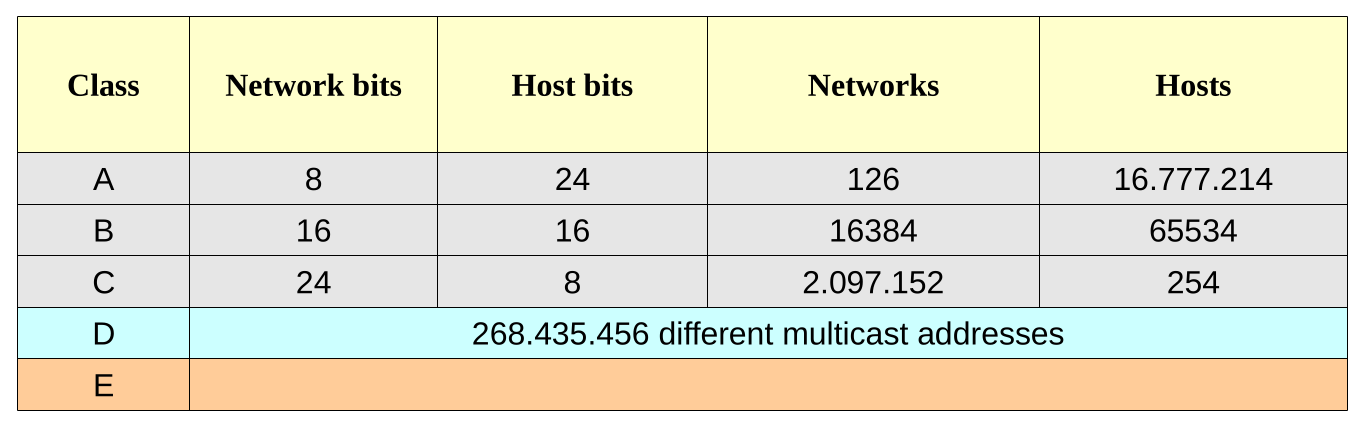 Class Network bits Host bits Networks Hosts
A 8 24 126 16.777.214
B 16 16 16384 65534
C 24 8 2.097.152 254
D 268.435.456 different multicast addresses
E